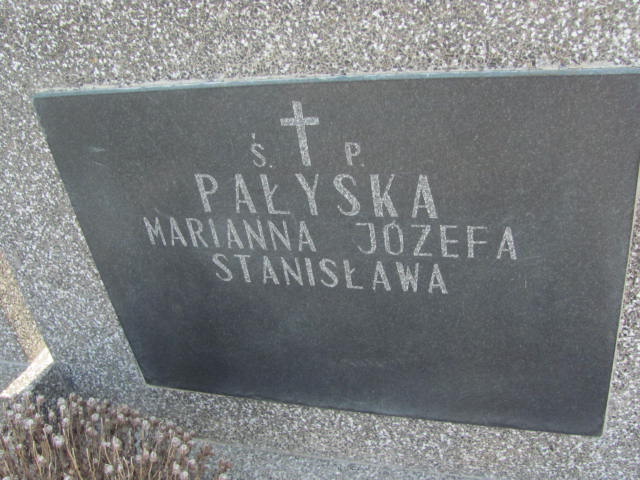 Ś. P.
PAŁYSKA
MARIANNA JÓZEFA
STANISŁAWA